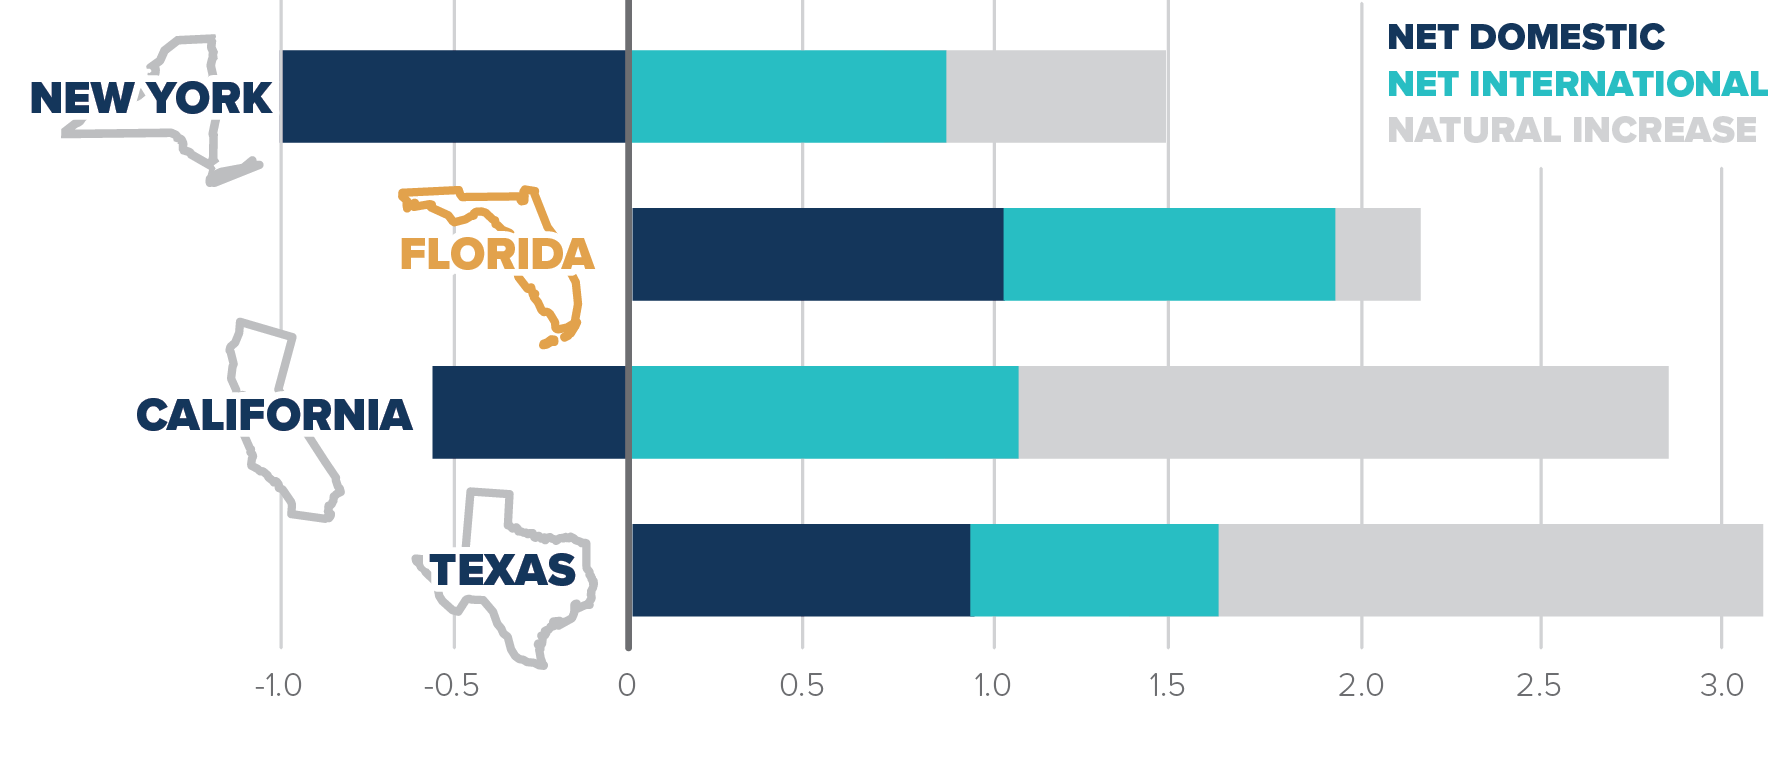 NET DOMESTIC
NET INTERNATIONAL
NATURAL INCREASE
NEW YORK
FLORIDA
CALIFORNIA
TEXAS
-1.0 -0.5 0 0.5 1.0 1.5 2.0 2.5 3.0